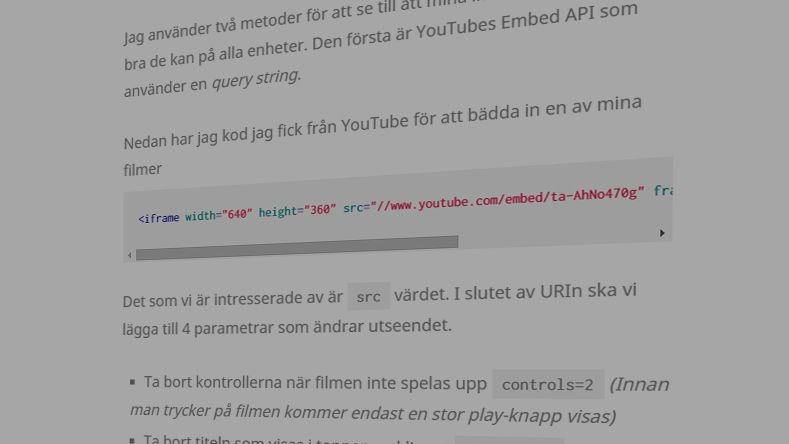 Jag använder två metoder för att se till att mina
bra de kan på alla enheter. Den första är YouTubes Embed API som
använder en query string.
Nedan har jag kod jag fick från YouTube för att bädda in en av mina
filmer
<iframe width="640" height="360" src="//www.youtube.com/embed/ta-AhNo470g" fra
Det som vi är intresserade av är src värdet. I slutet av URIn ska vi
lägga till 4 parametrar som ändrar utseendet.
▪ Ta bort kontrollerna när filmen inte spelas upp controls=2 (Innan
man trycker på filmen kommer endast en stor play-knapp visas)
▪ Ta bort titeln som visas i toppen